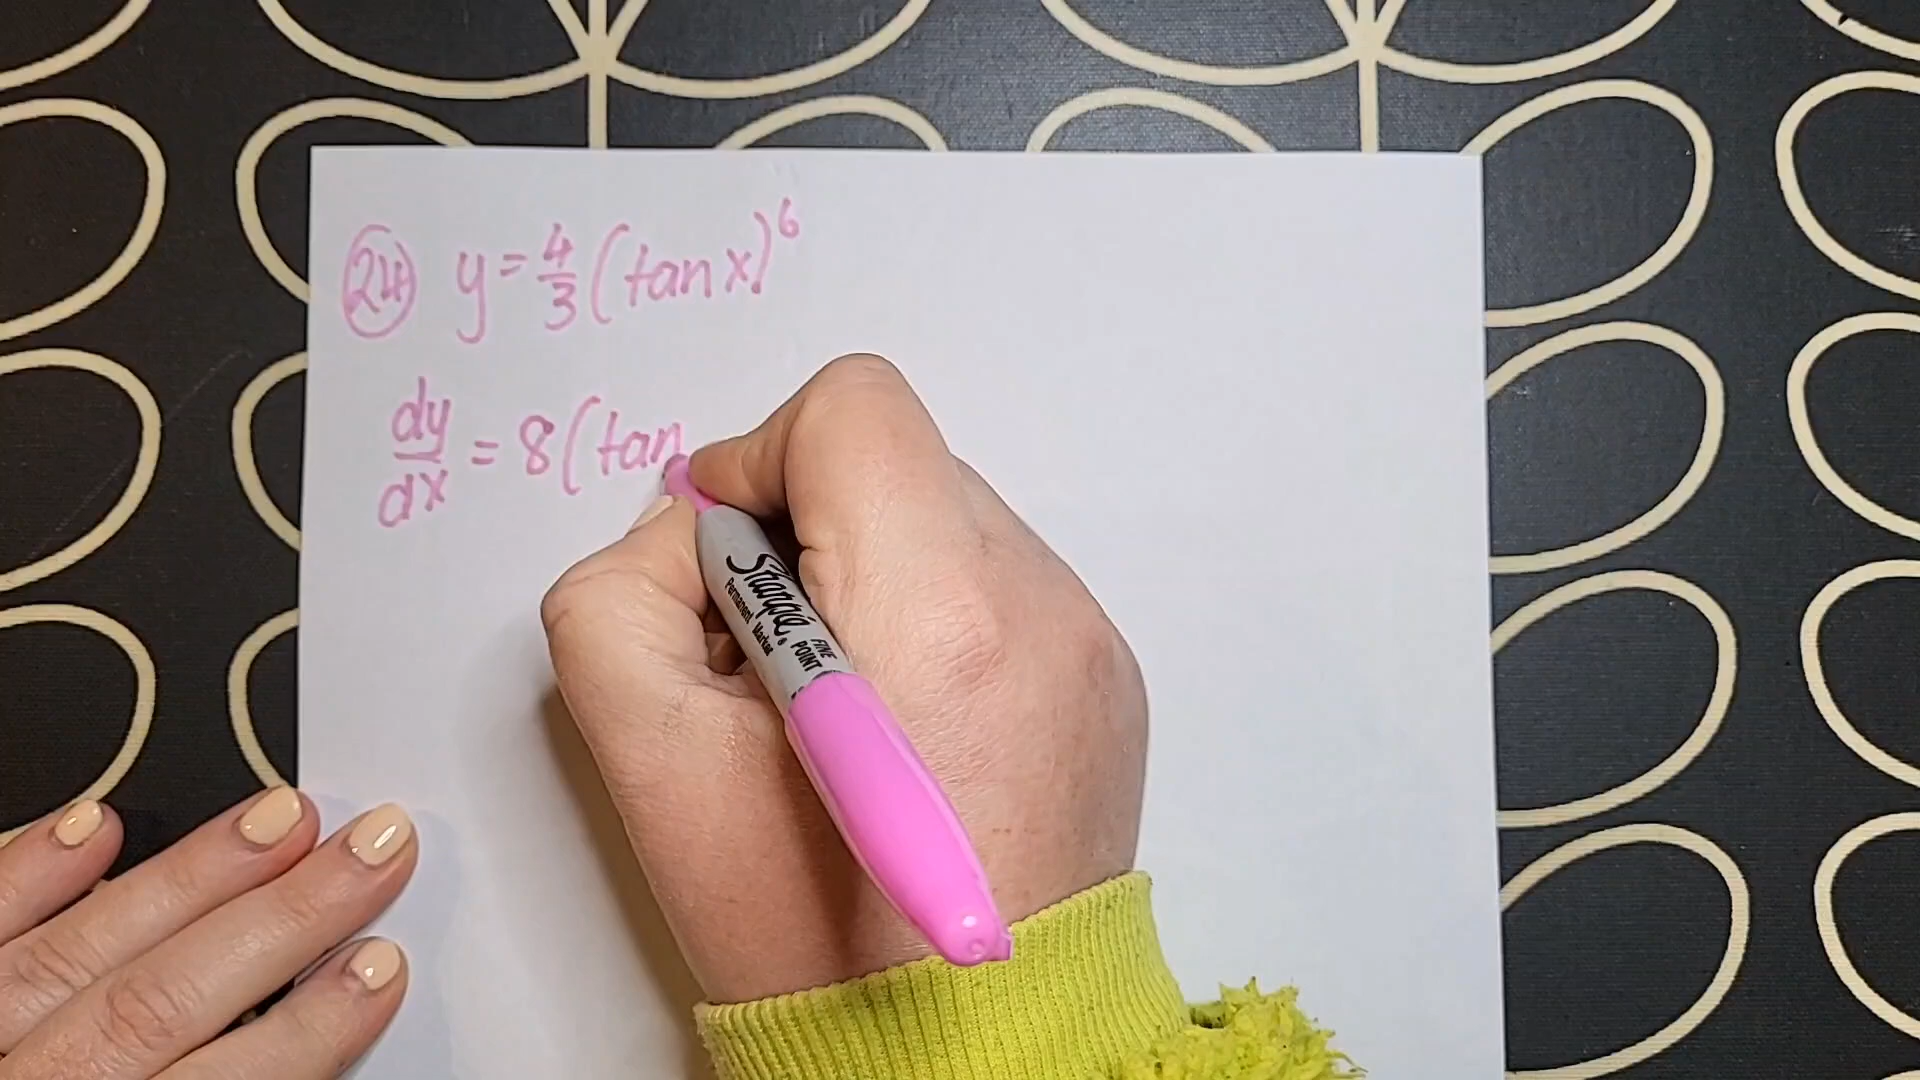 24 y = 4/3 (tan x)⁶
dy/dx = 8 (tan
Sharpie®
FINE POINT
Permanent Marker